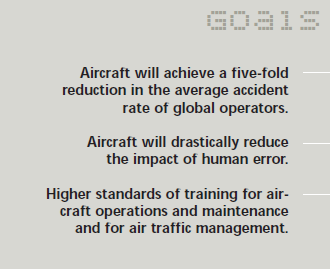 Goals
Aircraft will achieve a five-fold
reduction in the average accident
rate of global operators.
Aircraft will drastically reduce
the impact of human error.
Higher standards of training for air-
craft operations and maintenance
and for air traffic management.